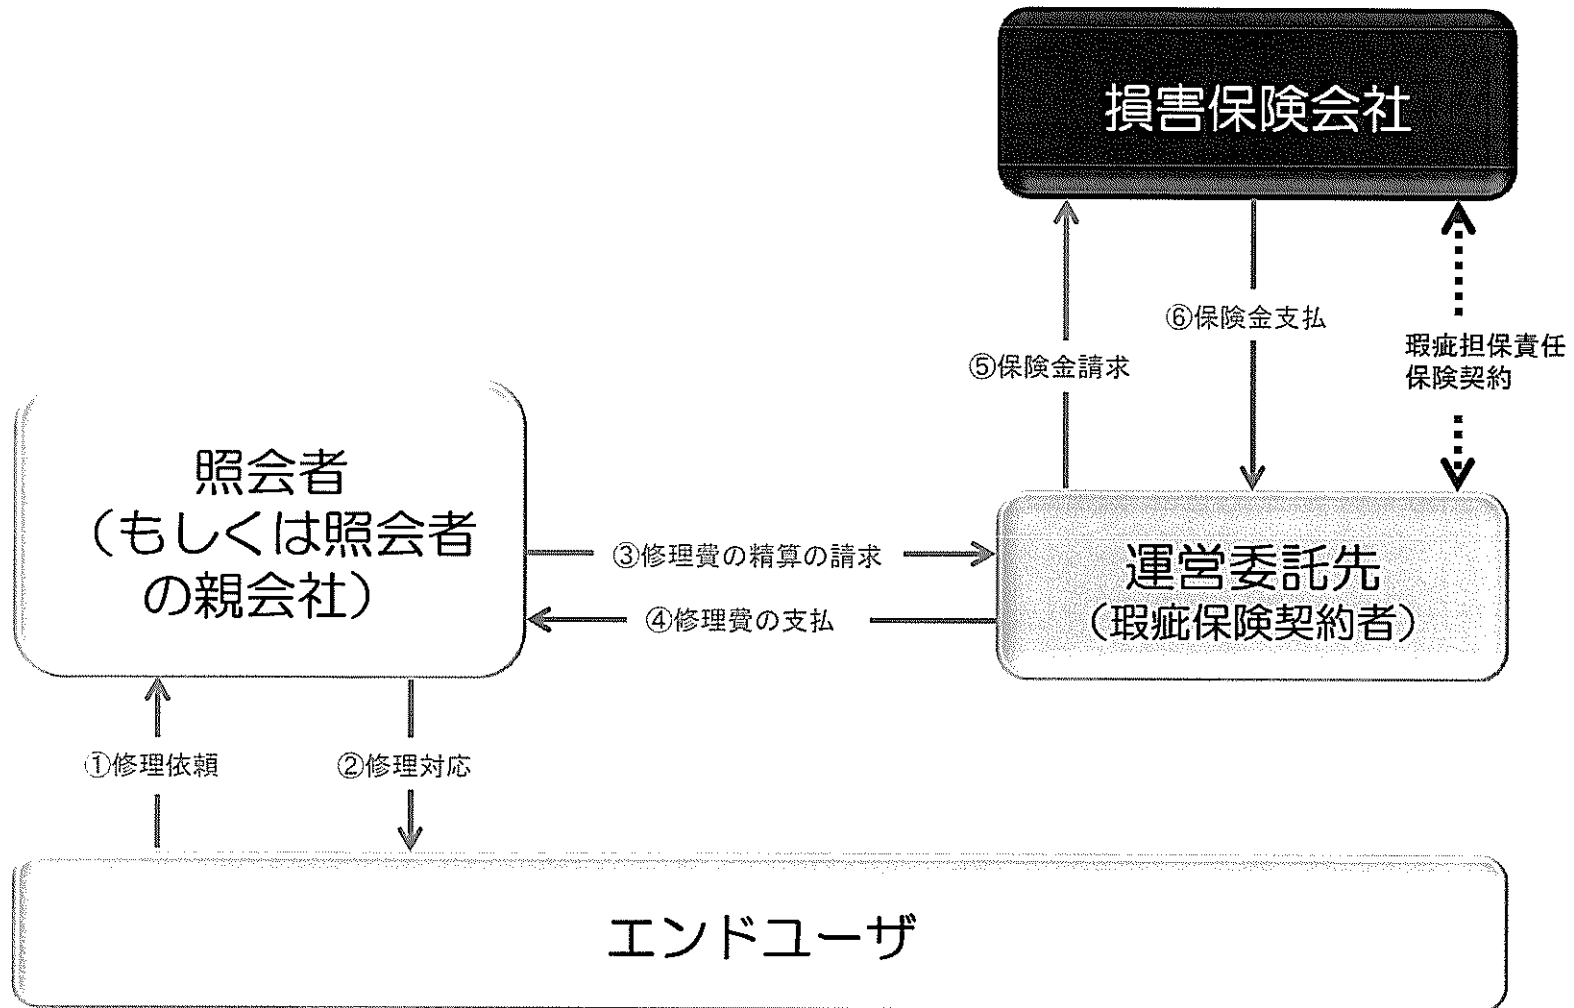 損害保険会社
⑥保険金支払
⑤保険金請求
瑕疵担保責任
保険契約
照会者
（もしくは照会者
の親会社）
③修理費の精算の請求
④修理費の支払
運営委託先
（瑕疵保険契約者）
①修理依頼
②修理対応
エンドユーザ